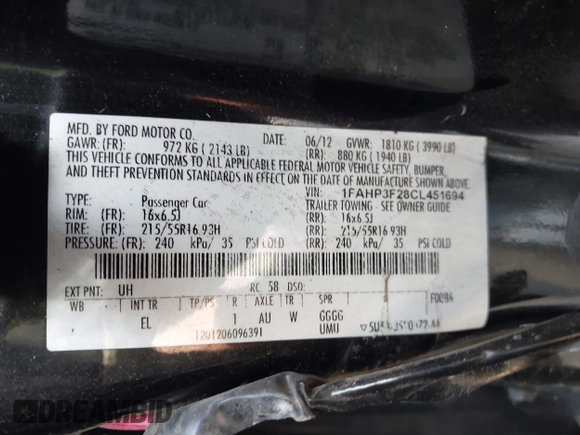 MFD. BY FORD MOTOR CO. DATE: 06/12 GVWR: 1810 KG ( 3990 LB)
GAWR: (FR): 972 KG ( 2143 LB) (RR): 880 KG ( 1940 LB)
THIS VEHICLE CONFORMS TO ALL APPLICABLE FEDERAL MOTOR VEHICLE SAFETY, BUMPER,
AND THEFT PREVENTION STANDARDS IN EFFECT ON THE DATE OF MANUFACTURE SHOWN ABOVE.
VIN: 1FAHP3F28CL451694
TYPE: Passenger Car TRAILER TOWING - SEE OWNER GUIDE
RIM: (FR): 16x6.5J (RR): 16x6.5J
TIRE: (FR): 215/55R16 93H (RR): 215/55R16 93H
PRESSURE: (FR): 240 kPa/ 35 PSI COLD (RR): 240 kPa/ 35 PSI COLD
EXT PNT: UH RC: 58 DSO:
WB INT TR TP/PS R AXLE TR SPR
EL 1 AU W GGGG
UMU
1201206096391
DREAMBID